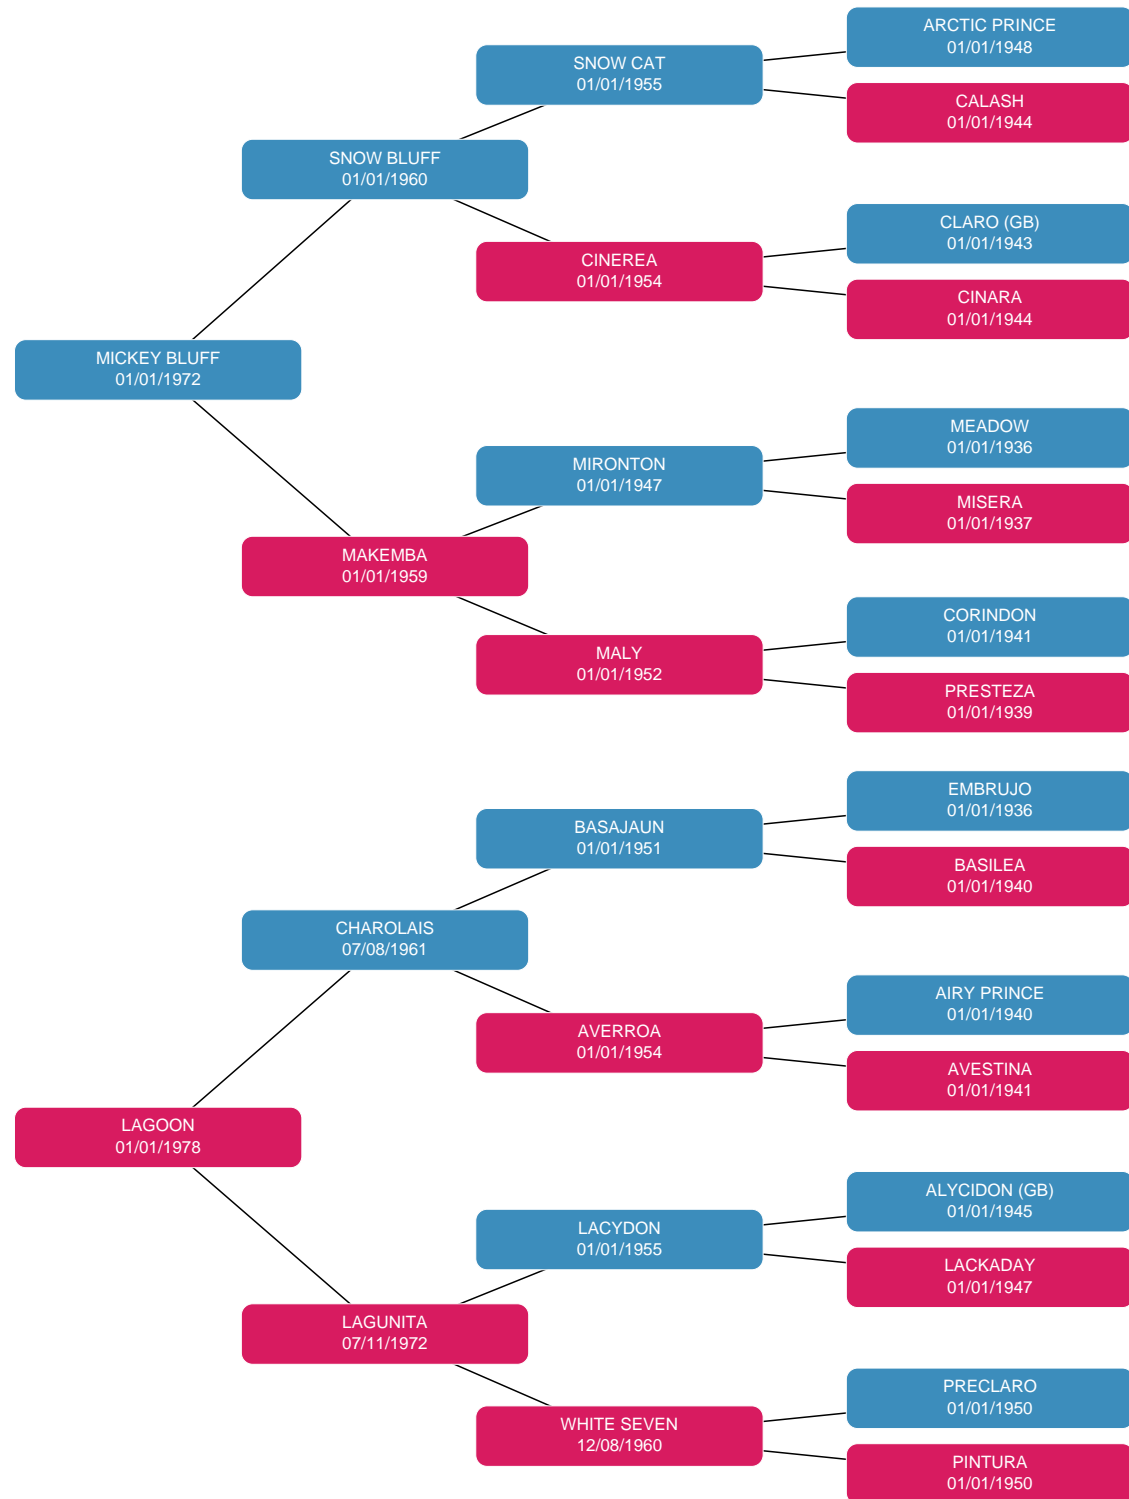 ARCTIC PRINCE
01/01/1948
SNOW CAT
01/01/1955
CALASH
01/01/1944
SNOW BLUFF
01/01/1960
CLARO (GB)
01/01/1943
CINEREA
01/01/1954
CINARA
01/01/1944
MICKEY BLUFF
01/01/1972
MEADOW
01/01/1936
MIRONTON
01/01/1947
MISERA
01/01/1937
MAKEMBA
01/01/1959
CORINDON
01/01/1941
MALY
01/01/1952
PRESTEZA
01/01/1939
EMBRUJO
01/01/1936
BASAJAUN
01/01/1951
BASILEA
01/01/1940
CHAROLAIS
07/08/1961
AIRY PRINCE
01/01/1940
AVERROA
01/01/1954
AVESTINA
01/01/1941
LAGOON
01/01/1978
ALYCIDON (GB)
01/01/1945
LACYDON
01/01/1955
LACKADAY
01/01/1947
LAGUNITA
07/11/1972
PRECLARO
01/01/1950
WHITE SEVEN
12/08/1960
PINTURA
01/01/1950